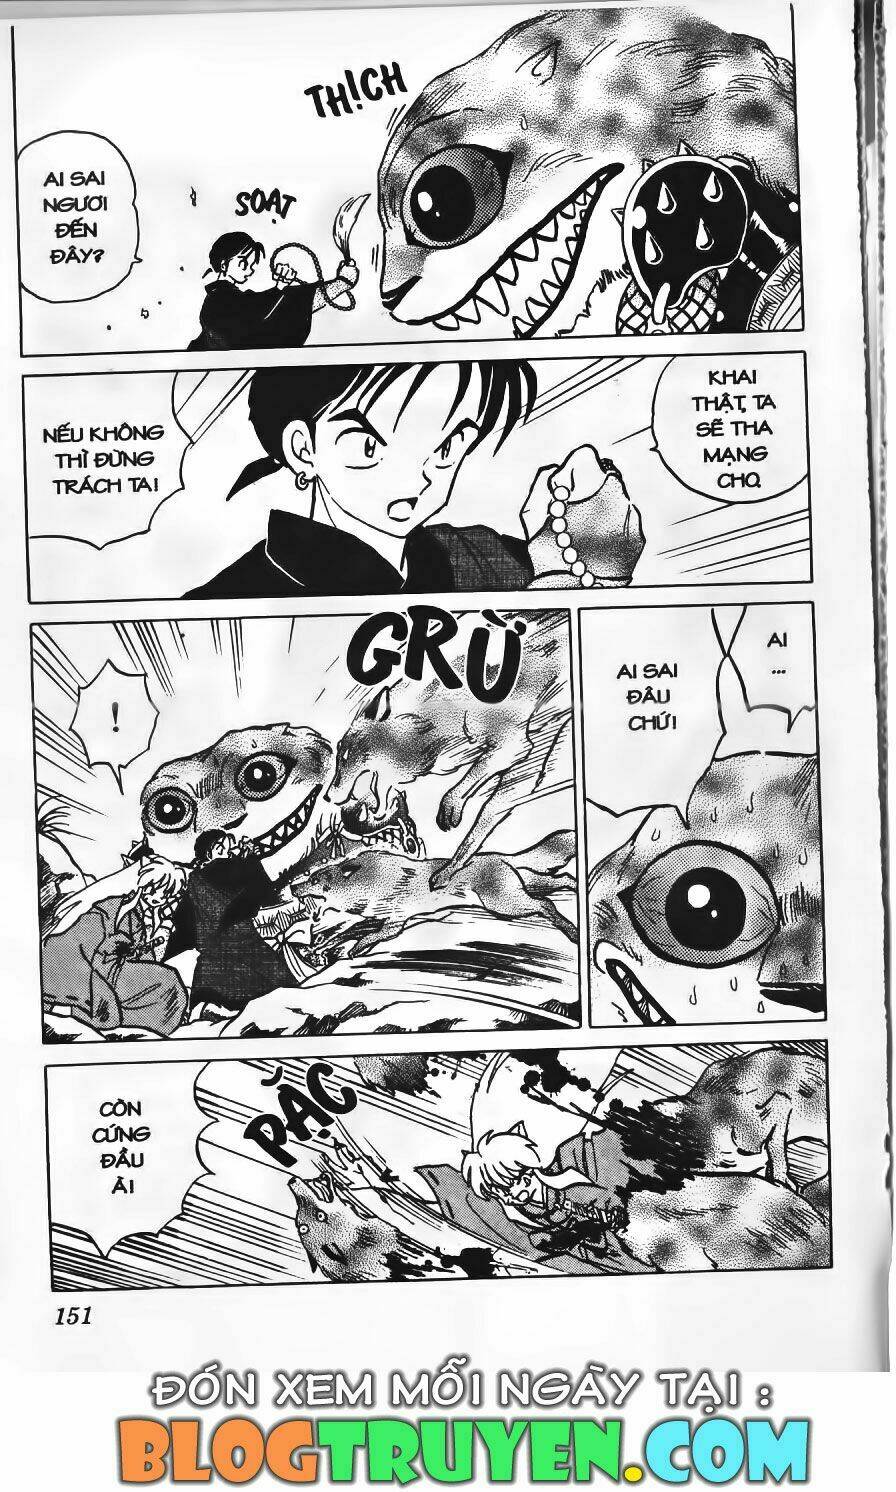 THỊCH
AI SAI
NGƯƠI
ĐẾN
ĐÂY?
SOẠT
KHAI
THẬT, TA
SẼ THA
MẠNG
CHO.
NẾU KHÔNG
THÌ ĐỪNG
TRÁCH TA!
AI
...
AI SAI
ĐÂU
CHỨ!
GRỪ
!
PẶC
CÒN
CỨNG
ĐẦU
À!
151
ĐÓN XEM MỖI NGÀY TẠI :
BLOGTRUYEN.COM